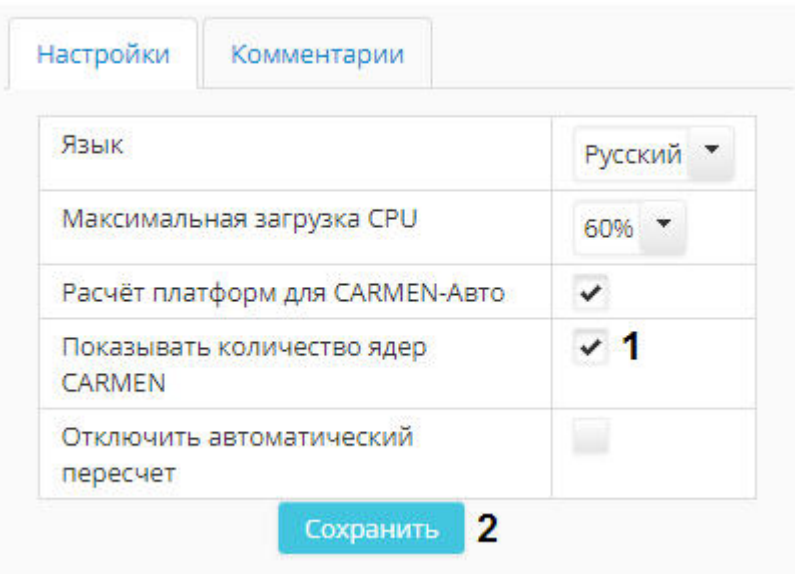 Настройки Комментарии
Язык Русский
Максимальная загрузка CPU 60%
Расчёт платформ для CARMEN-Авто
Показывать количество ядер 1
CARMEN
Отключить автоматический
пересчет
Сохранить 2